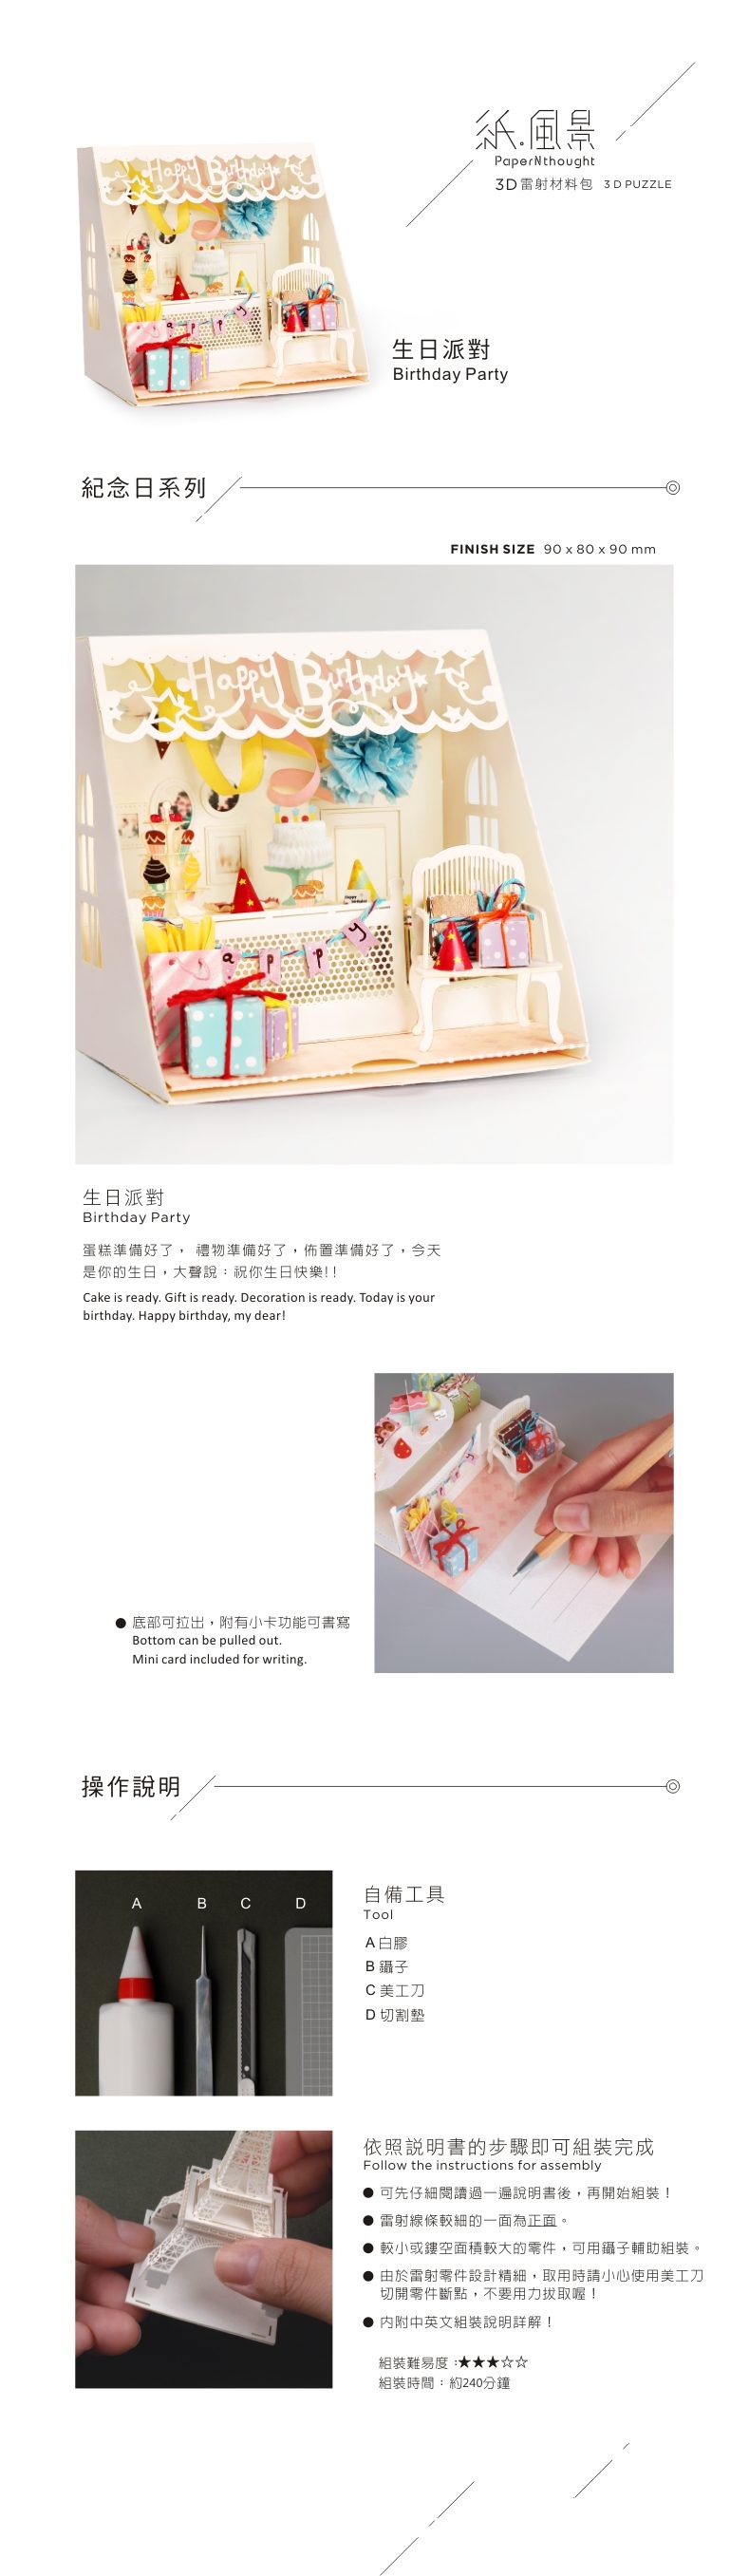 紙.風景
PaperNthought
3D雷射材料包 3D PUZZLE
Happy Birthday
a p p y
生日派對
Birthday Party
紀念日系列
FINISH SIZE 90 x 80 x 90 mm
Happy Birthday
a p p y
生日派對
Birthday Party
蛋糕準備好了， 禮物準備好了，佈置準備好了，今天
是你的生日，大聲說：祝你生日快樂!!
Cake is ready. Gift is ready. Decoration is ready. Today is your
birthday. Happy birthday, my dear!
● 底部可拉出，附有小卡功能可書寫
Bottom can be pulled out.
Mini card included for writing.
操作說明
A B C D
自備工具
Tool
A 白膠
B 鑷子
C 美工刀
D 切割墊
依照說明書的步驟即可組裝完成
Follow the instructions for assembly
● 可先仔細閱讀過一遍說明書後，再開始組裝！
● 雷射線條較細的一面為正面。
● 較小或鏤空面積較大的零件，可用鑷子輔助組裝。
● 由於雷射零件設計精細，取用時請小心使用美工刀
切開零件斷點，不要用力拔取喔！
● 內附中英文組裝說明詳解！
組裝難易度：★★★☆☆
組裝時間：約240分鐘